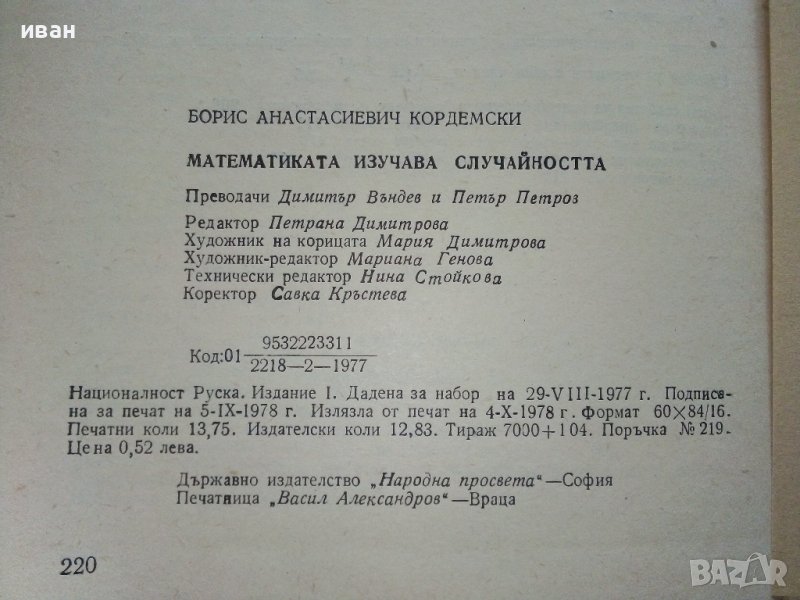 иван
БОРИС АНАСТАСИЕВИЧ КОРДЕМСКИ
МАТЕМАТИКАТА ИЗУЧАВА СЛУЧАЙНОСТТА
Преводачи Димитър Въндев и Петър Петроз
Редактор Петрана Димитрова
Художник на корицата Мария Димитрова
Художник-редактор Мариана Генова
Технически редактор Нина Стойкова
Коректор Савка Кръстева
9532223311
Код:01
2218—2—1977
Националност Руска. Издание I. Дадена за набор на 29-VIII-1977 г. Подписе-
на за печат на 5-IX-1978 г. Излязла от печат на 4-X-1978 г. Формат 60×84/16.
Печатни коли 13,75. Издателски коли 12,83. Тираж 7000+104. Поръчка № 219.
Цена 0,52 лева.
Държавно издателство „Народна просвета“—София
Печатница „Васил Александров“—Враца
220
BAZAR